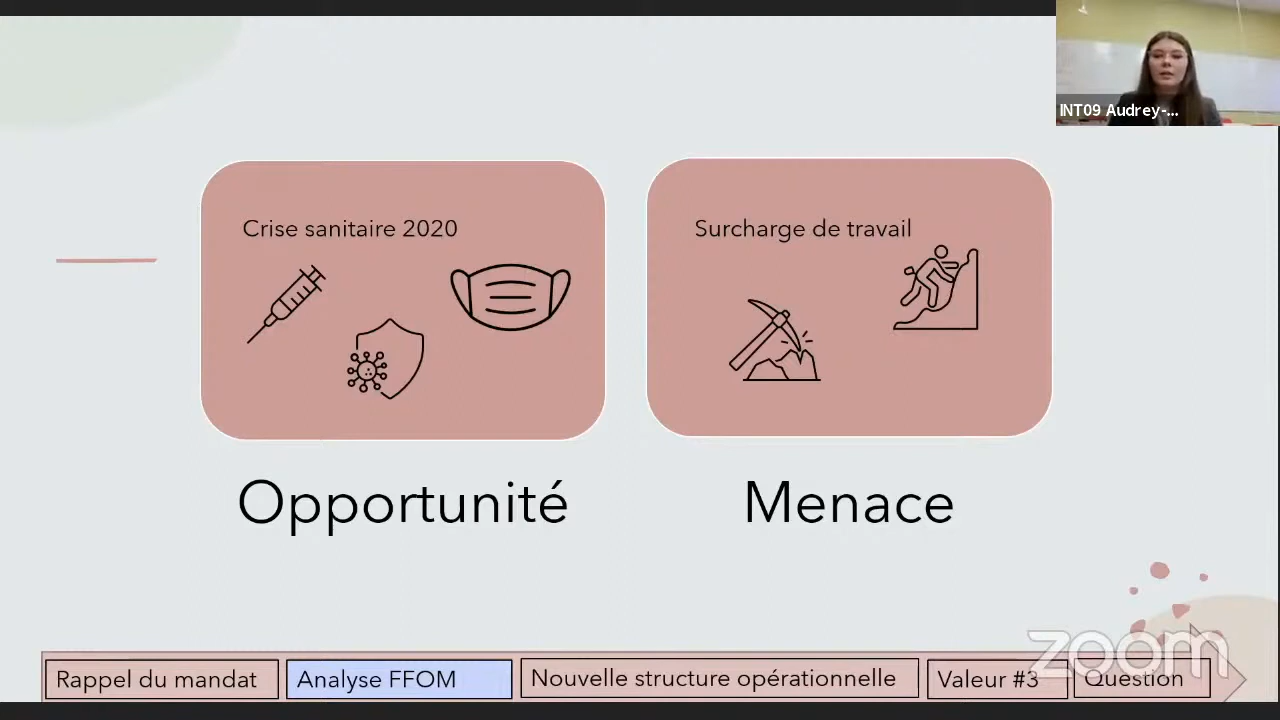 INT09 Audrey-...
Crise sanitaire 2020
Surcharge de travail
Opportunité
Menace
zoom
Rappel du mandat
Analyse FFOM
Nouvelle structure opérationnelle
Valeur #3
Question